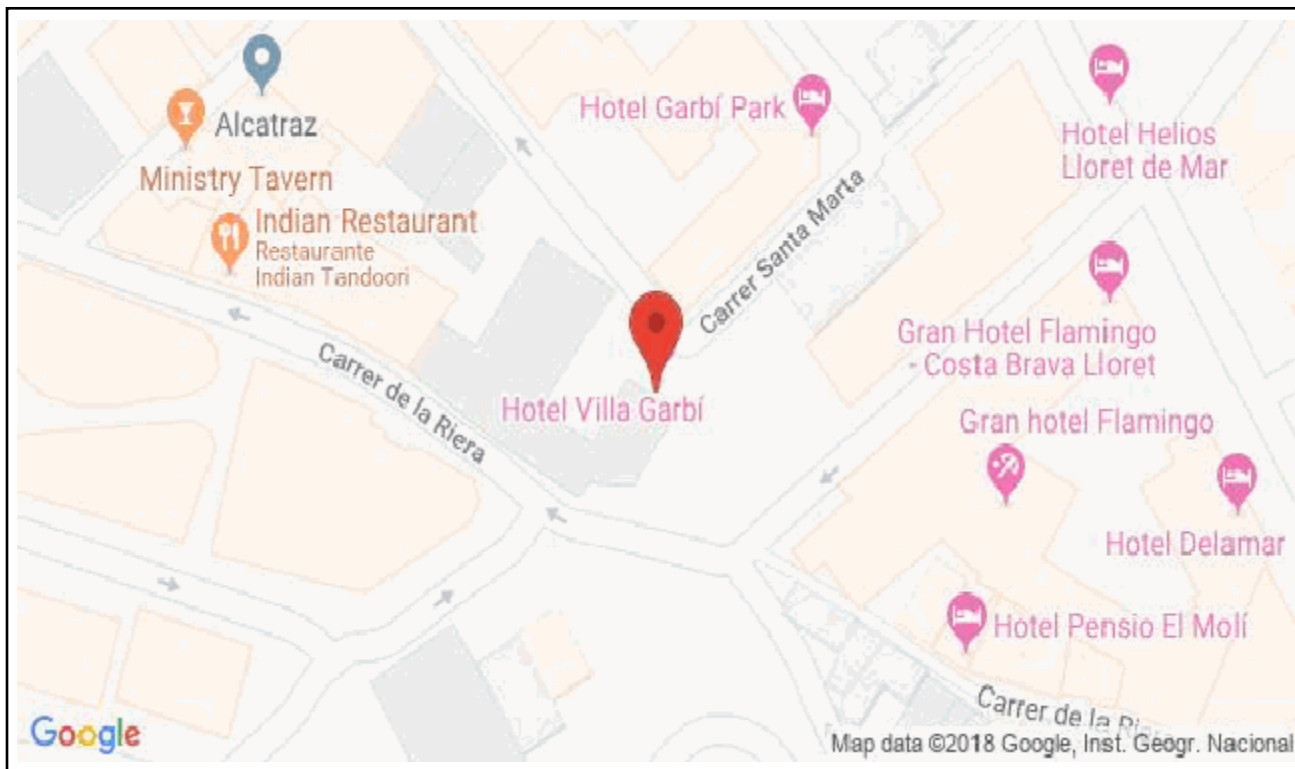 Alcatraz
Ministry Tavern
Indian Restaurant
Restaurante
Indian Tandoori
Hotel Garbí Park
Hotel Helios
Lloret de Mar
Carrer Santa Marta
Gran Hotel Flamingo
- Costa Brava Lloret
Carrer de la Riera
Hotel Villa Garbí
Gran hotel Flamingo
Hotel Delamar
Hotel Pensio El Molí
Carrer de la Riera
Google
Map data ©2018 Google, Inst. Geogr. Nacional